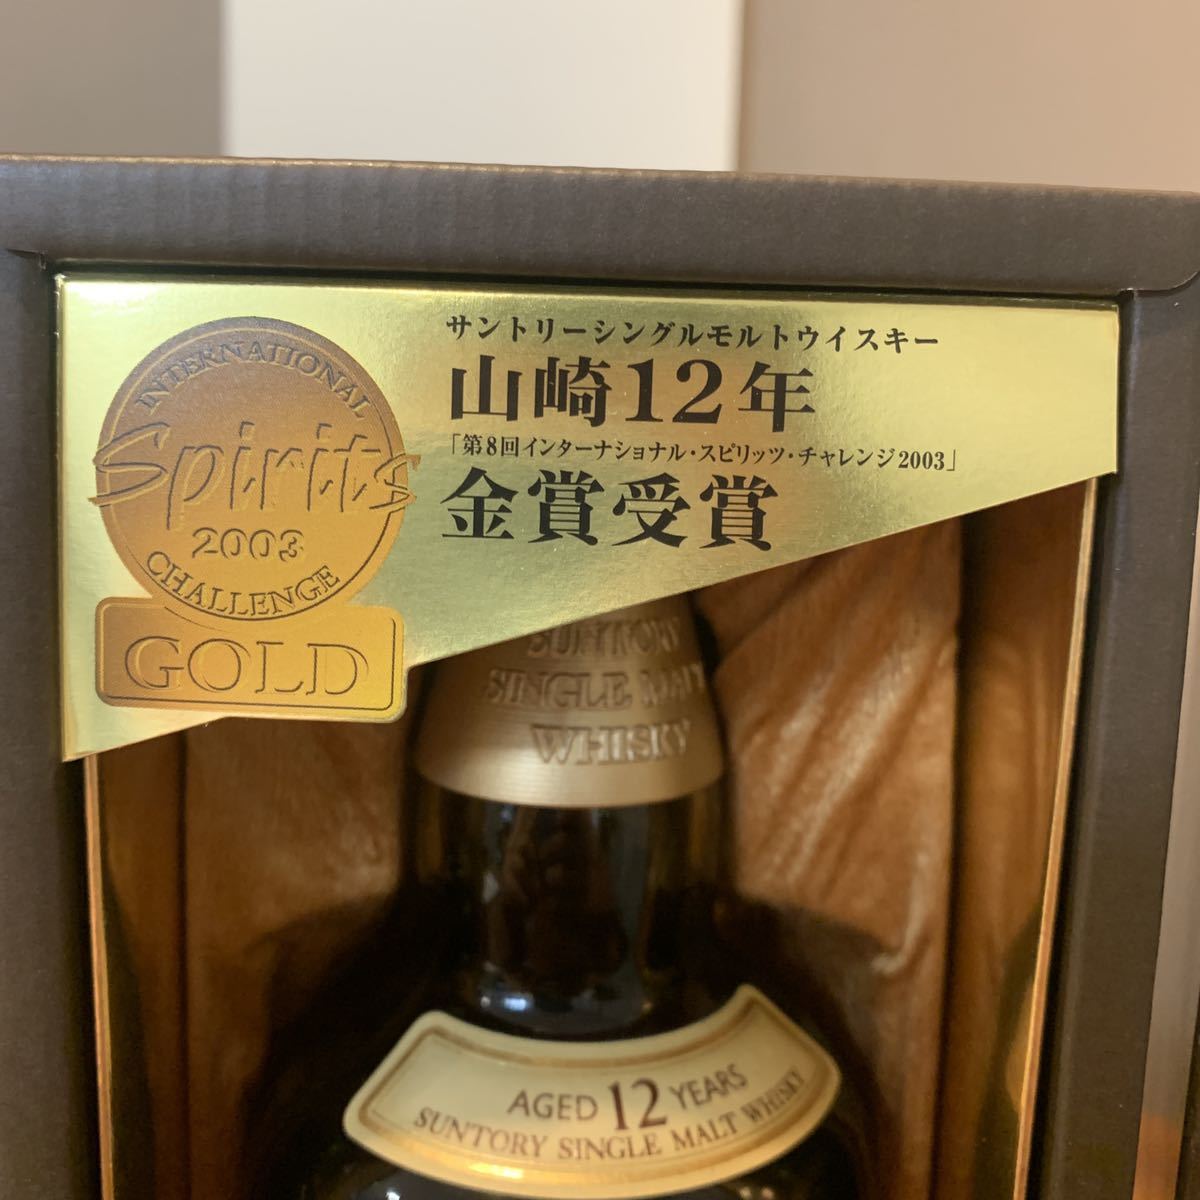 サントリーシングルモルトウイスキー
山崎12年
「第8回インターナショナル・スピリッツ・チャレンジ2003」
金賞受賞
INTERNATIONAL
Spirits
2003
CHALLENGE
GOLD
SUNTORY
SINGLE MALT
WHISKY
AGED 12 YEARS
SUNTORY SINGLE MALT WHISKY